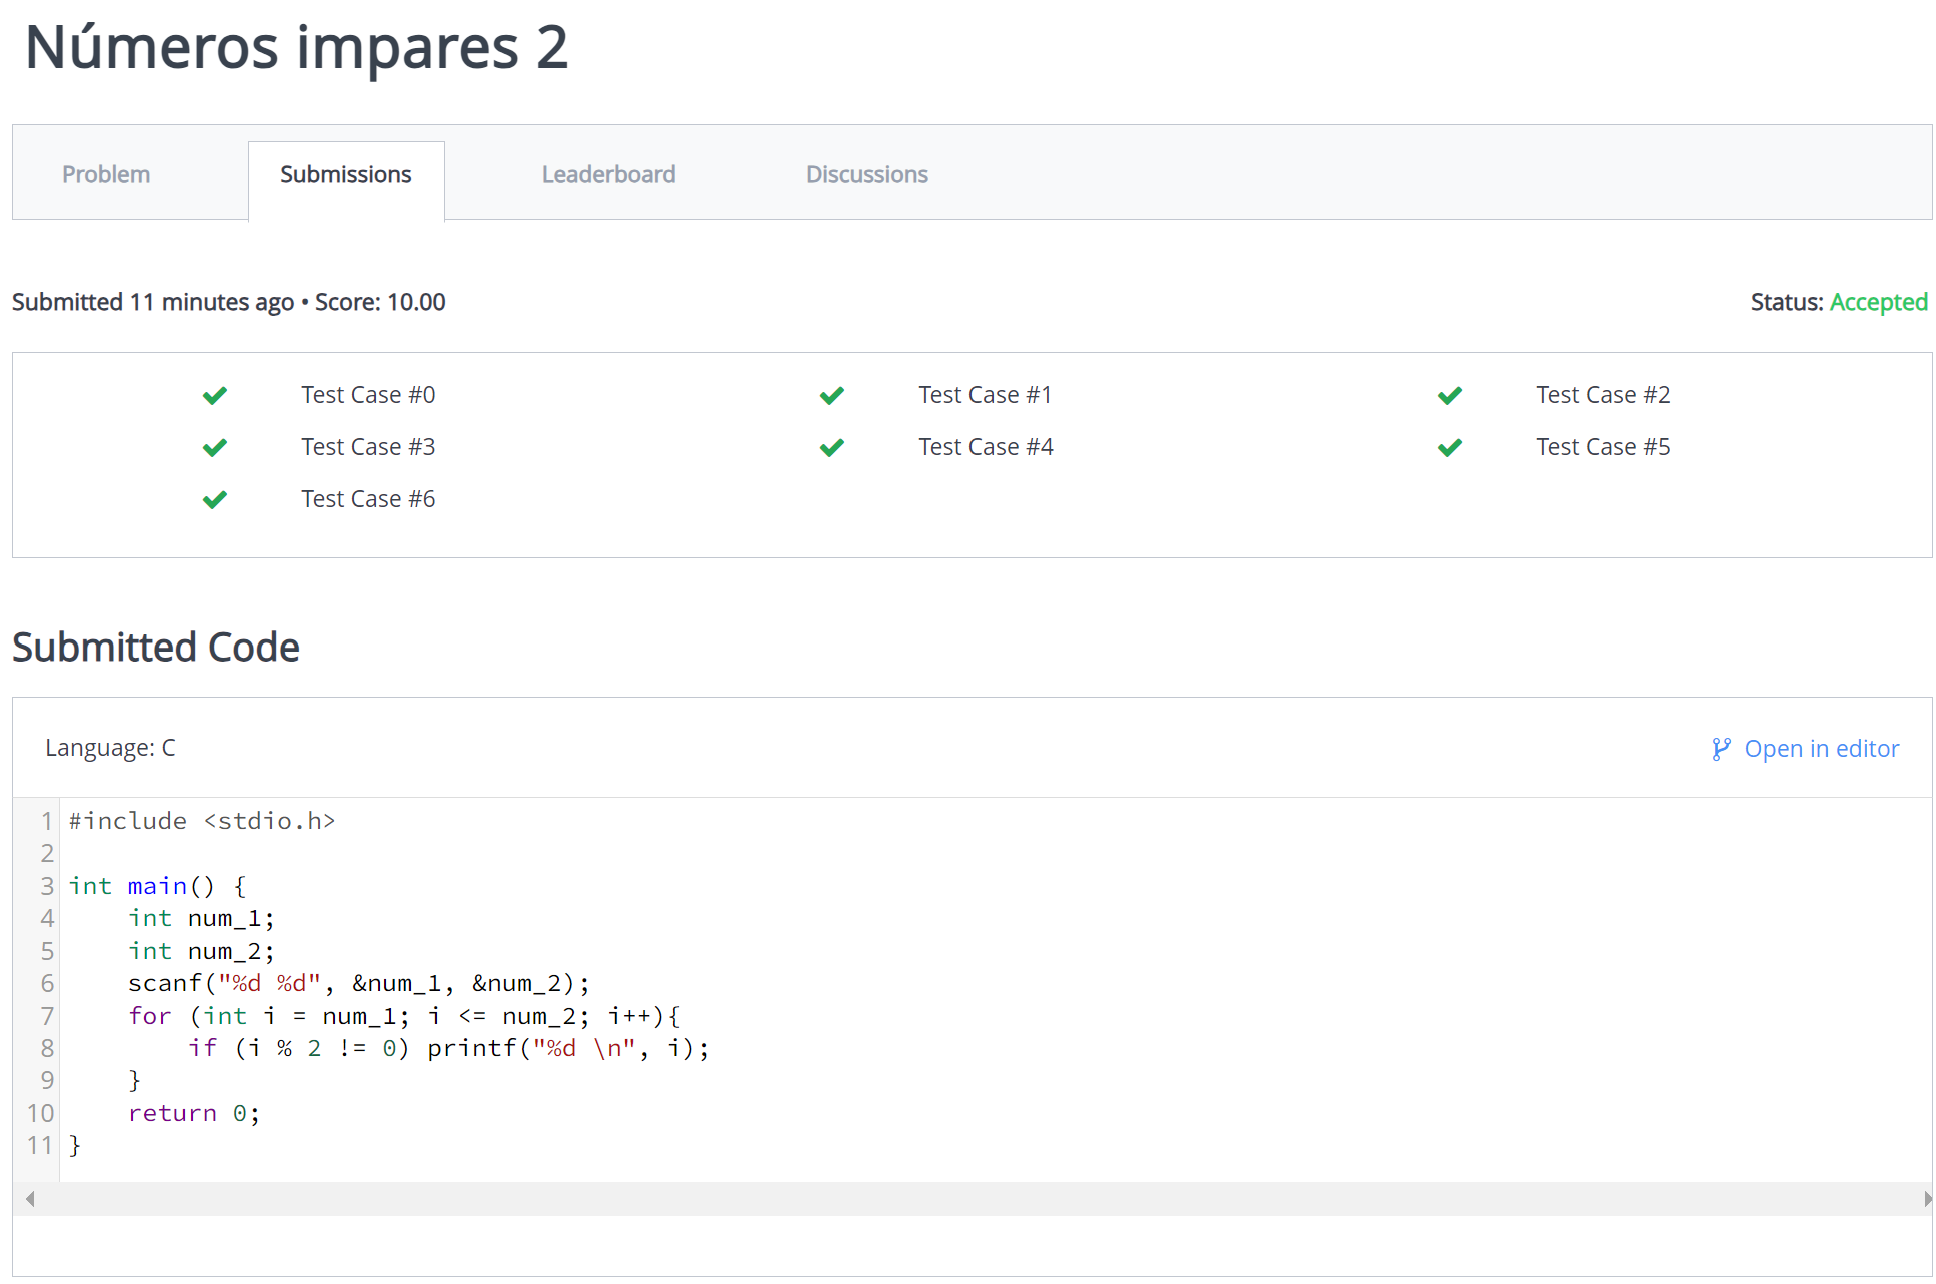 Números impares 2
Problem Submissions Leaderboard Discussions
Submitted 11 minutes ago • Score: 10.00 Status: Accepted
Test Case #0 Test Case #1 Test Case #2
Test Case #3 Test Case #4 Test Case #5
Test Case #6
Submitted Code
Language: C Open in editor
1 #include <stdio.h>
2
3 int main() {
4     int num_1;
5     int num_2;
6     scanf("%d %d", &num_1, &num_2);
7     for (int i = num_1; i <= num_2; i++){
8         if (i % 2 != 0) printf("%d \n", i);
9     }
10     return 0;
11 }